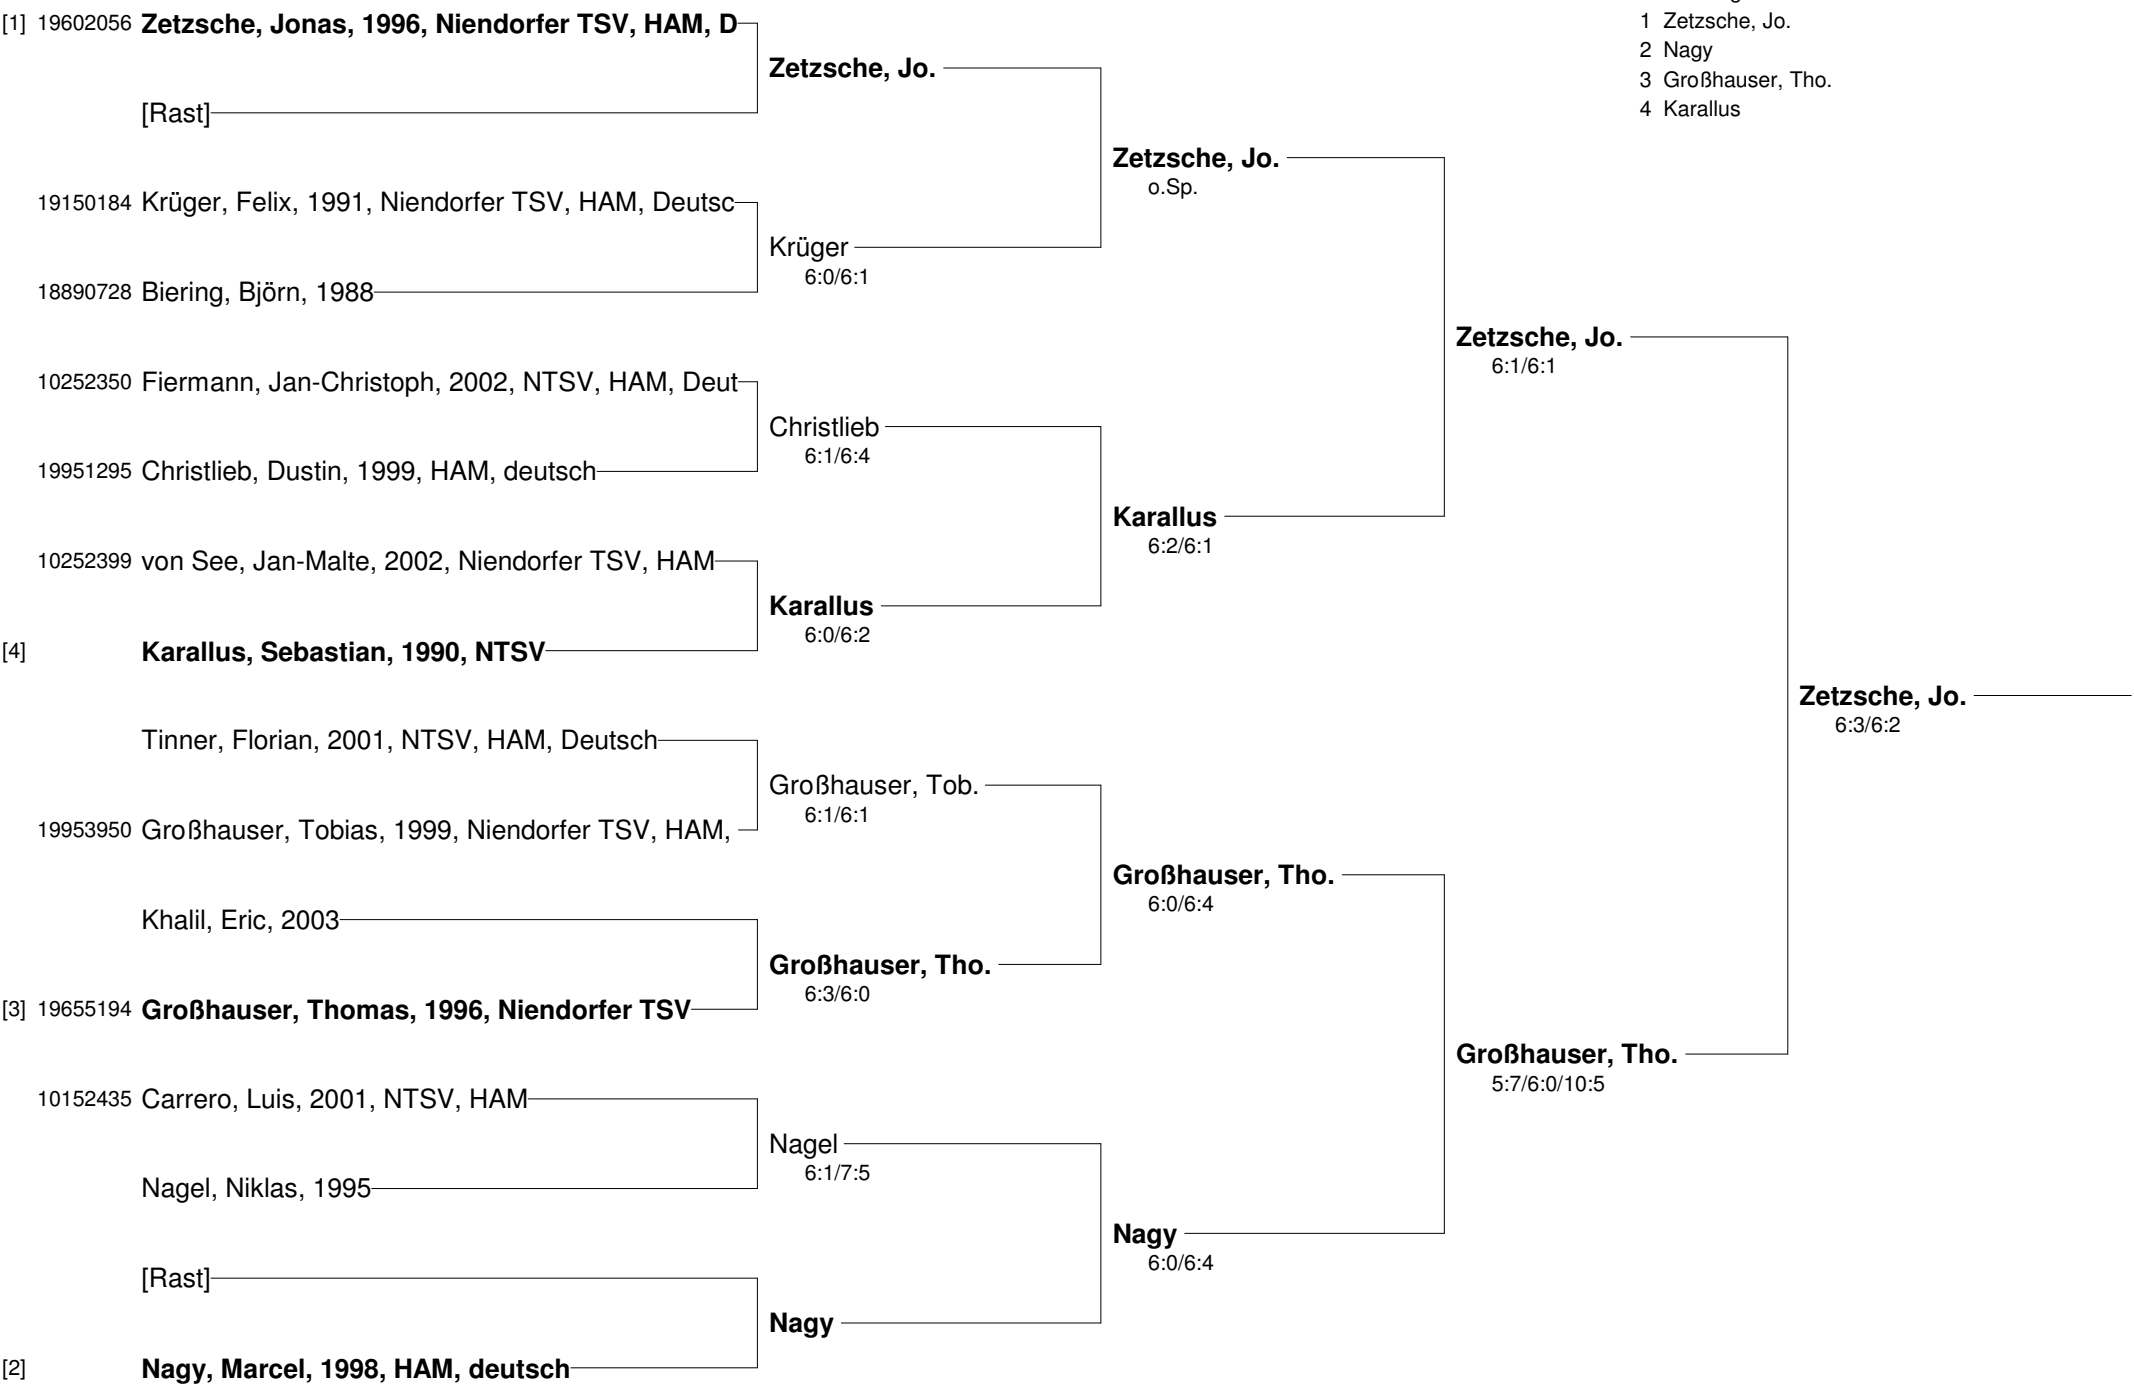 [1] 19602056 Zetzsche, Jonas, 1996, Niendorfer TSV, HAM, D
1 Zetzsche, Jo.
2 Nagy
3 Großhauser, Tho.
4 Karallus
Zetzsche, Jo.
[Rast]
Zetzsche, Jo.
o.Sp.
19150184 Krüger, Felix, 1991, Niendorfer TSV, HAM, Deutsc
Krüger
6:0/6:1
18890728 Biering, Björn, 1988
Zetzsche, Jo.
6:1/6:1
10252350 Fiermann, Jan-Christoph, 2002, NTSV, HAM, Deut
Christlieb
6:1/6:4
19951295 Christlieb, Dustin, 1999, HAM, deutsch
Karallus
6:2/6:1
10252399 von See, Jan-Malte, 2002, Niendorfer TSV, HAM
Karallus
6:0/6:2
[4] Karallus, Sebastian, 1990, NTSV
Zetzsche, Jo.
6:3/6:2
Tinner, Florian, 2001, NTSV, HAM, Deutsch
Großhauser, Tob.
6:1/6:1
19953950 Großhauser, Tobias, 1999, Niendorfer TSV, HAM,
Großhauser, Tho.
6:0/6:4
Khalil, Eric, 2003
Großhauser, Tho.
6:3/6:0
[3] 19655194 Großhauser, Thomas, 1996, Niendorfer TSV
Großhauser, Tho.
5:7/6:0/10:5
10152435 Carrero, Luis, 2001, NTSV, HAM
Nagel
6:1/7:5
Nagel, Niklas, 1995
Nagy
6:0/6:4
[Rast]
Nagy
[2] Nagy, Marcel, 1998, HAM, deutsch